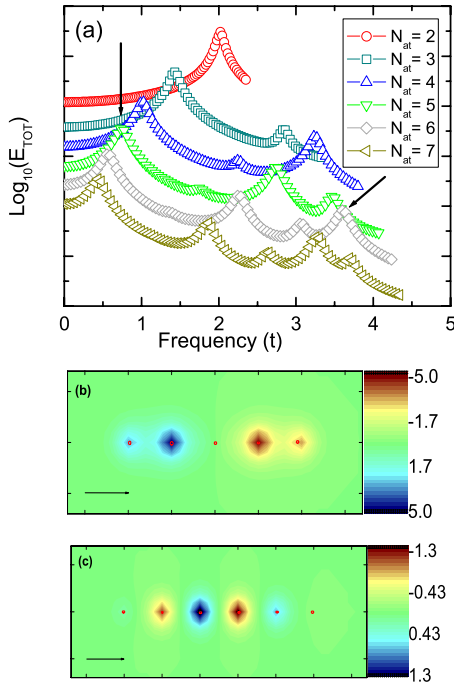 (a)
N_at = 2
N_at = 3
N_at = 4
N_at = 5
N_at = 6
N_at = 7
Log_10(E_TOT)
0 1 2 3 4 5
Frequency (t)
(b)
-5.0
-1.7
1.7
5.0
(c)
-1.3
-0.43
0.43
1.3